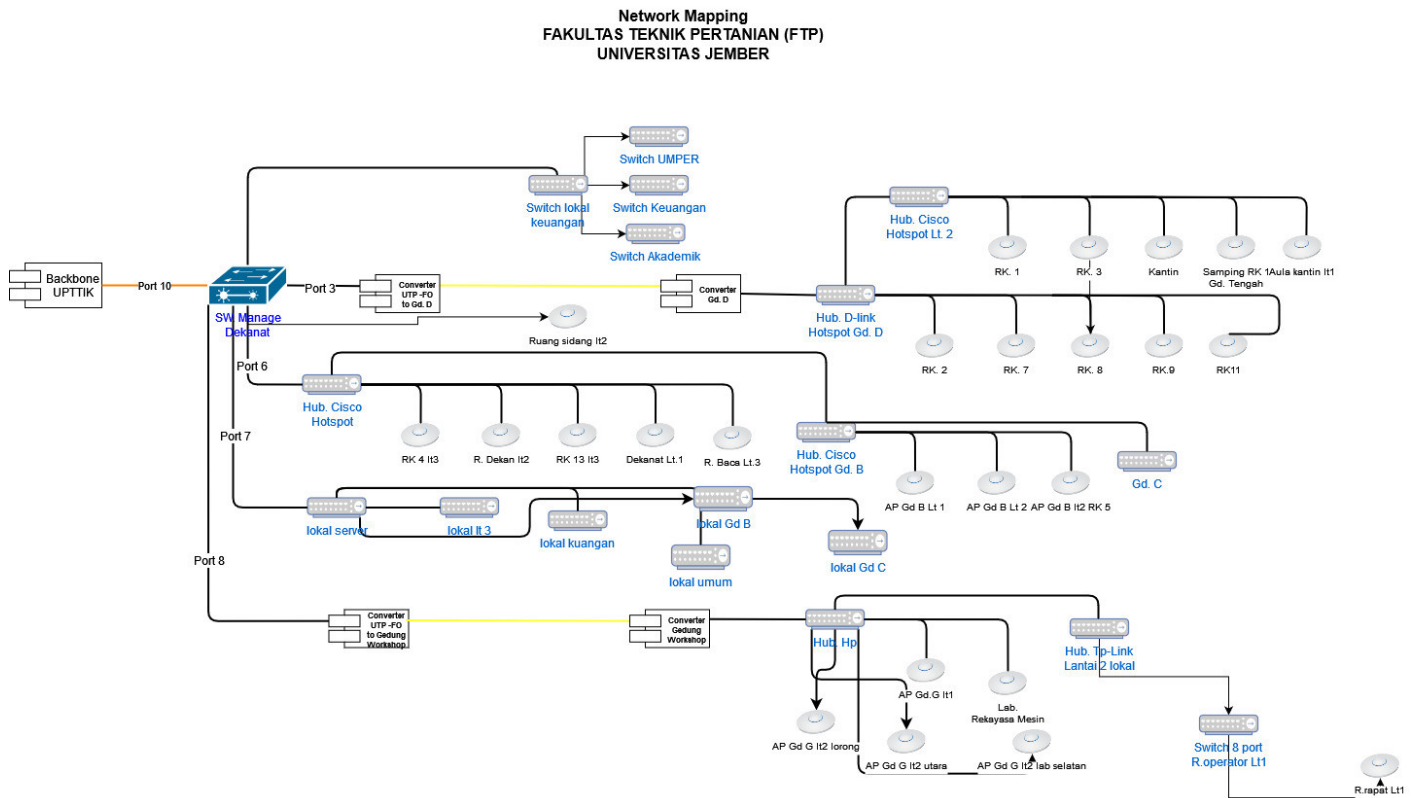 Network Mapping
FAKULTAS TEKNIK PERTANIAN (FTP)
UNIVERSITAS JEMBER
Switch UMPER
Switch lokal
keuangan
Switch Keuangan
Switch Akademik
Hub. Cisco
Hotspot Lt. 2
RK. 1
RK. 3
Kantin
Samping RK 1
Gd. Tengah
Aula kantin lt1
Backbone
UPTTIK
Port 10
SW. Manage
Dekanat
Port 3
Converter
UTP -FO
to Gd. D
Converter
Gd. D
Hub. D-link
Hotspot Gd. D
Ruang sidang lt2
RK. 2
RK. 7
RK. 8
RK.9
RK11
Port 6
Hub. Cisco
Hotspot
RK 4 lt3
R. Dekan lt2
RK 13 lt3
Dekanat Lt.1
R. Baca Lt.3
Hub. Cisco
Hotspot Gd. B
Gd. C
AP Gd B Lt 1
AP Gd B Lt 2
AP Gd B lt2 RK 5
Port 7
lokal server
lokal lt 3
lokal kuangan
lokal Gd B
lokal umum
lokal Gd C
Port 8
Converter
UTP -FO
to Gedung
Workshop
Converter
Gedung
Workshop
Hub. Hp
Hub. Tp-Link
Lantai 2 lokal
AP Gd.G lt1
Lab.
Rekayasa Mesin
AP Gd G lt2 lorong
AP Gd G lt2 utara
AP Gd G lt2 lab selatan
Switch 8 port
R.operator Lt1
R.rapat Lt1